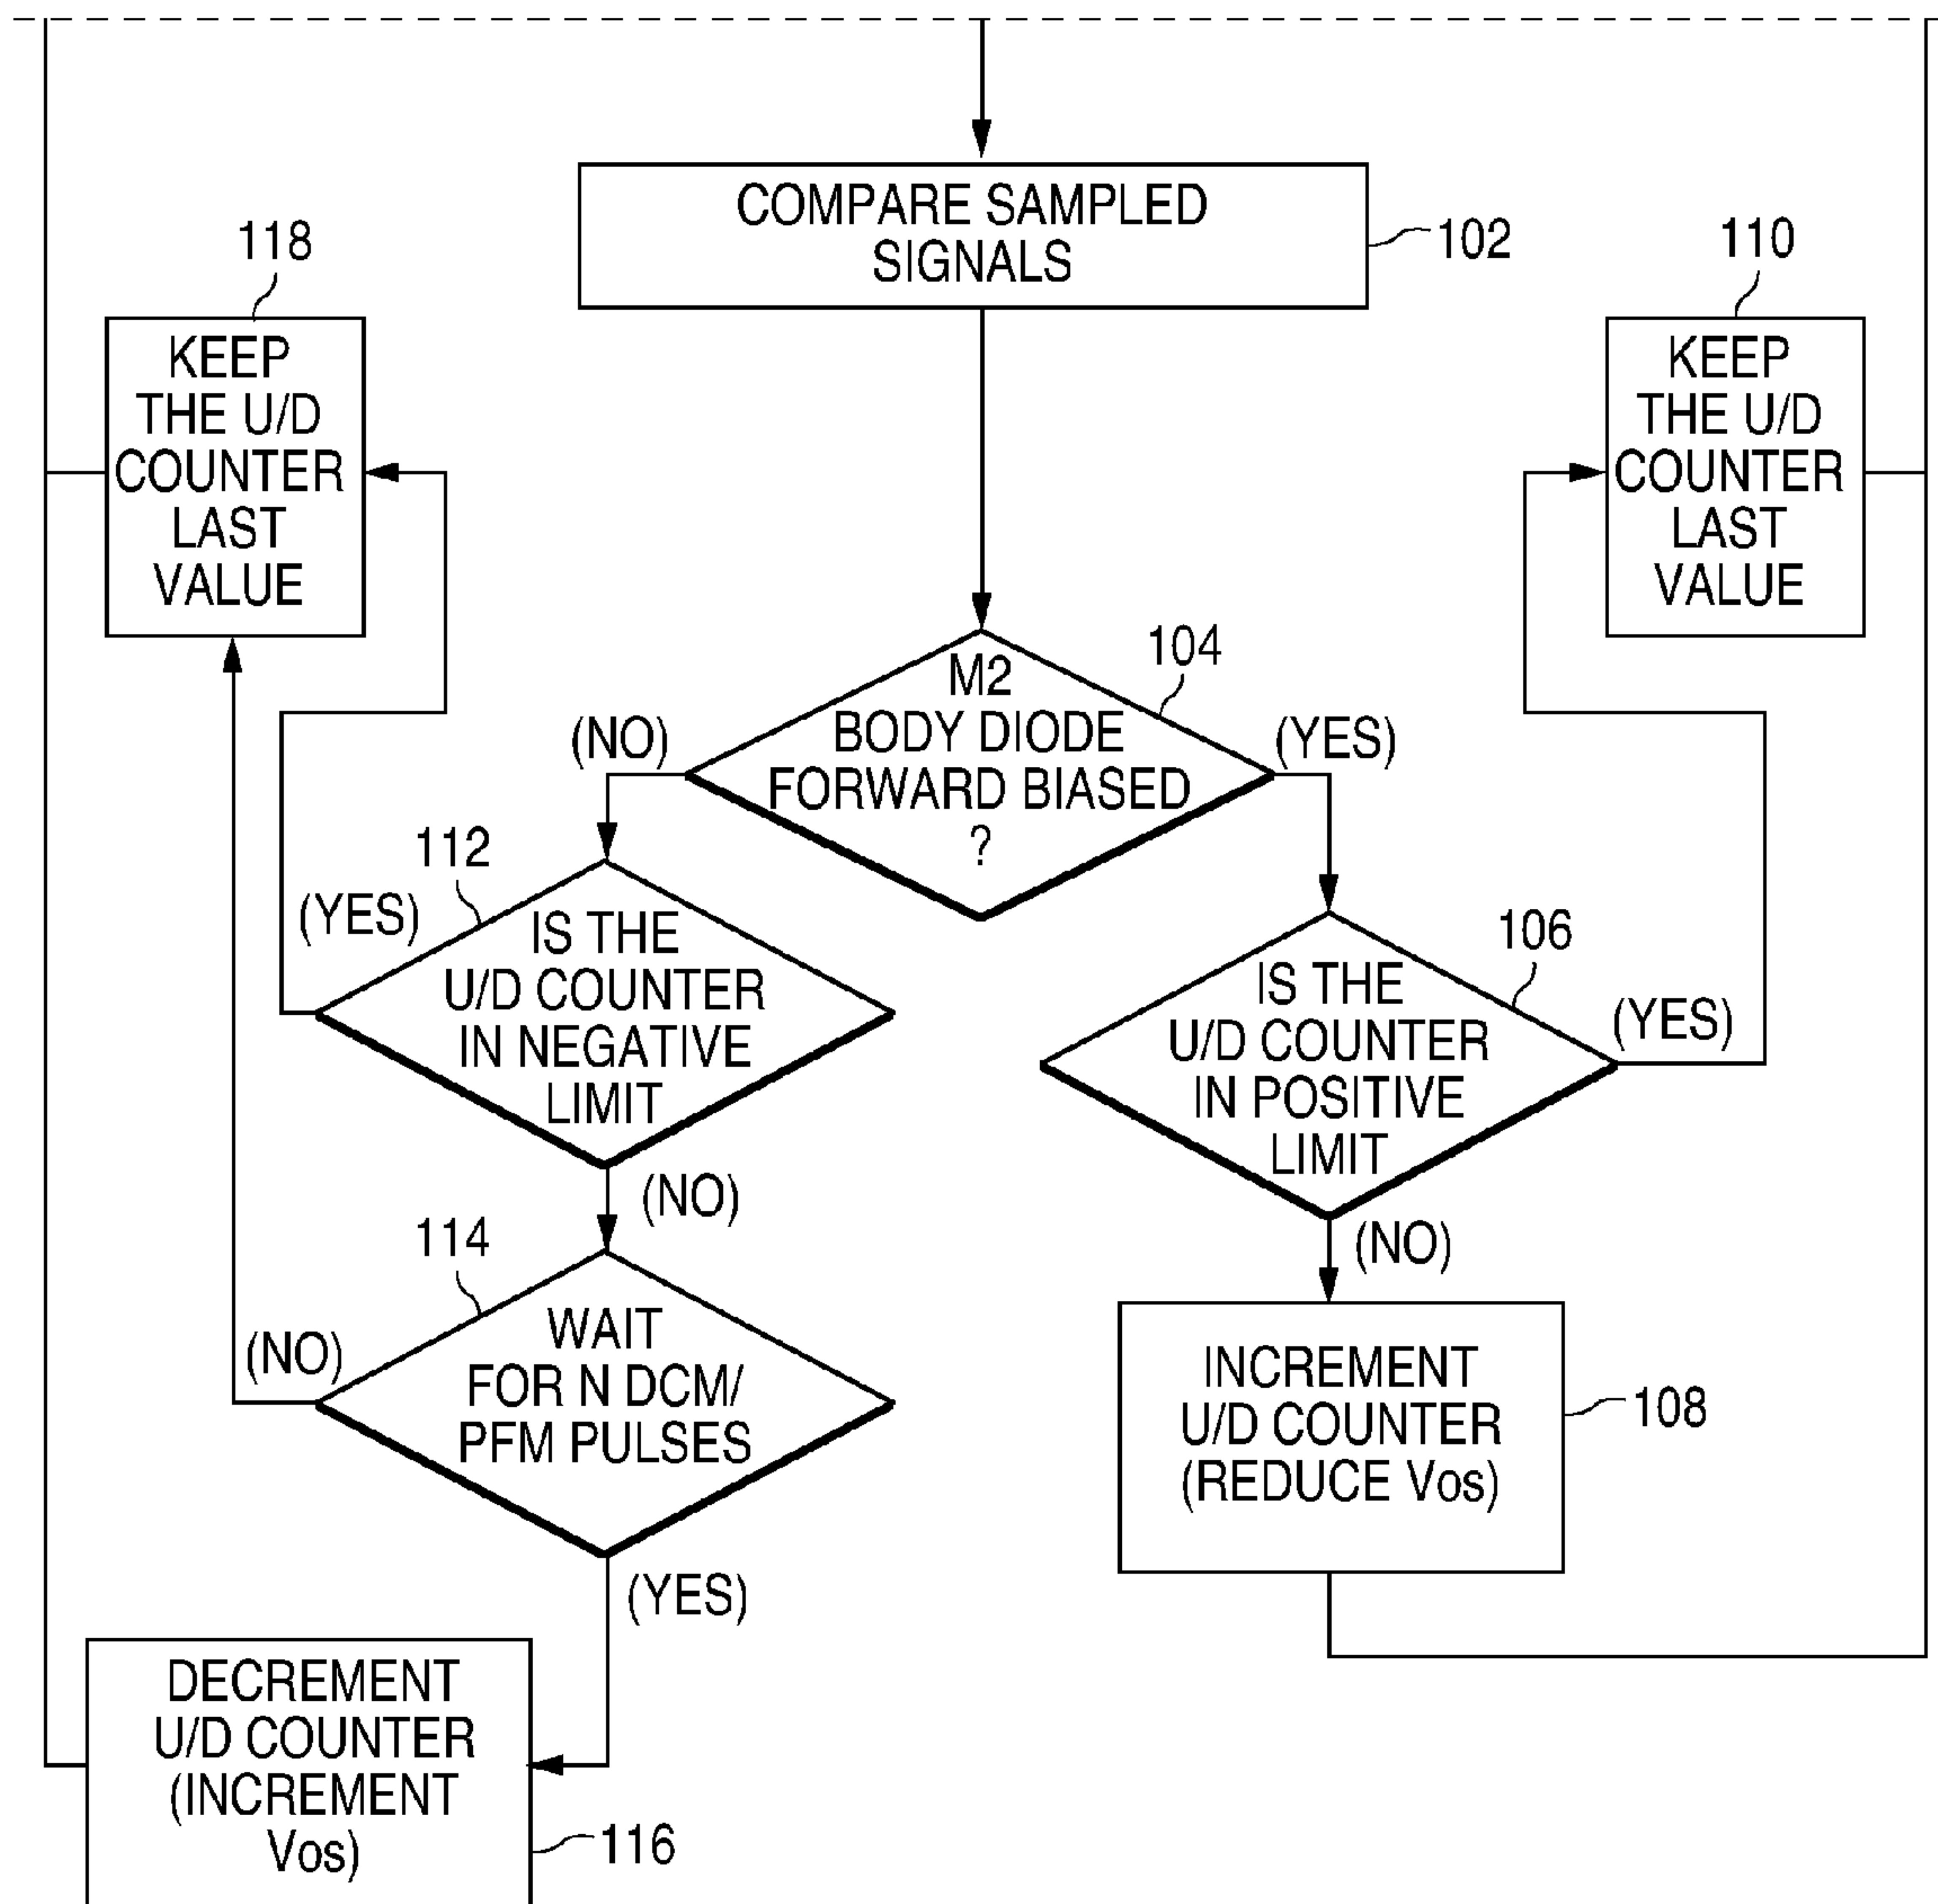 COMPARE SAMPLED
SIGNALS
102
118
KEEP
THE U/D
COUNTER
LAST
VALUE
110
KEEP
THE U/D
COUNTER
LAST
VALUE
104
M2
BODY DIODE
FORWARD BIASED
?
(NO)
(YES)
112
(YES)
IS THE
U/D COUNTER
IN NEGATIVE
LIMIT
(NO)
106
IS THE
U/D COUNTER
IN POSITIVE
LIMIT
(YES)
(NO)
114
(NO)
WAIT
FOR N DCM/
PFM PULSES
(YES)
INCREMENT
U/D COUNTER
(REDUCE Vos)
108
DECREMENT
U/D COUNTER
(INCREMENT
Vos)
116